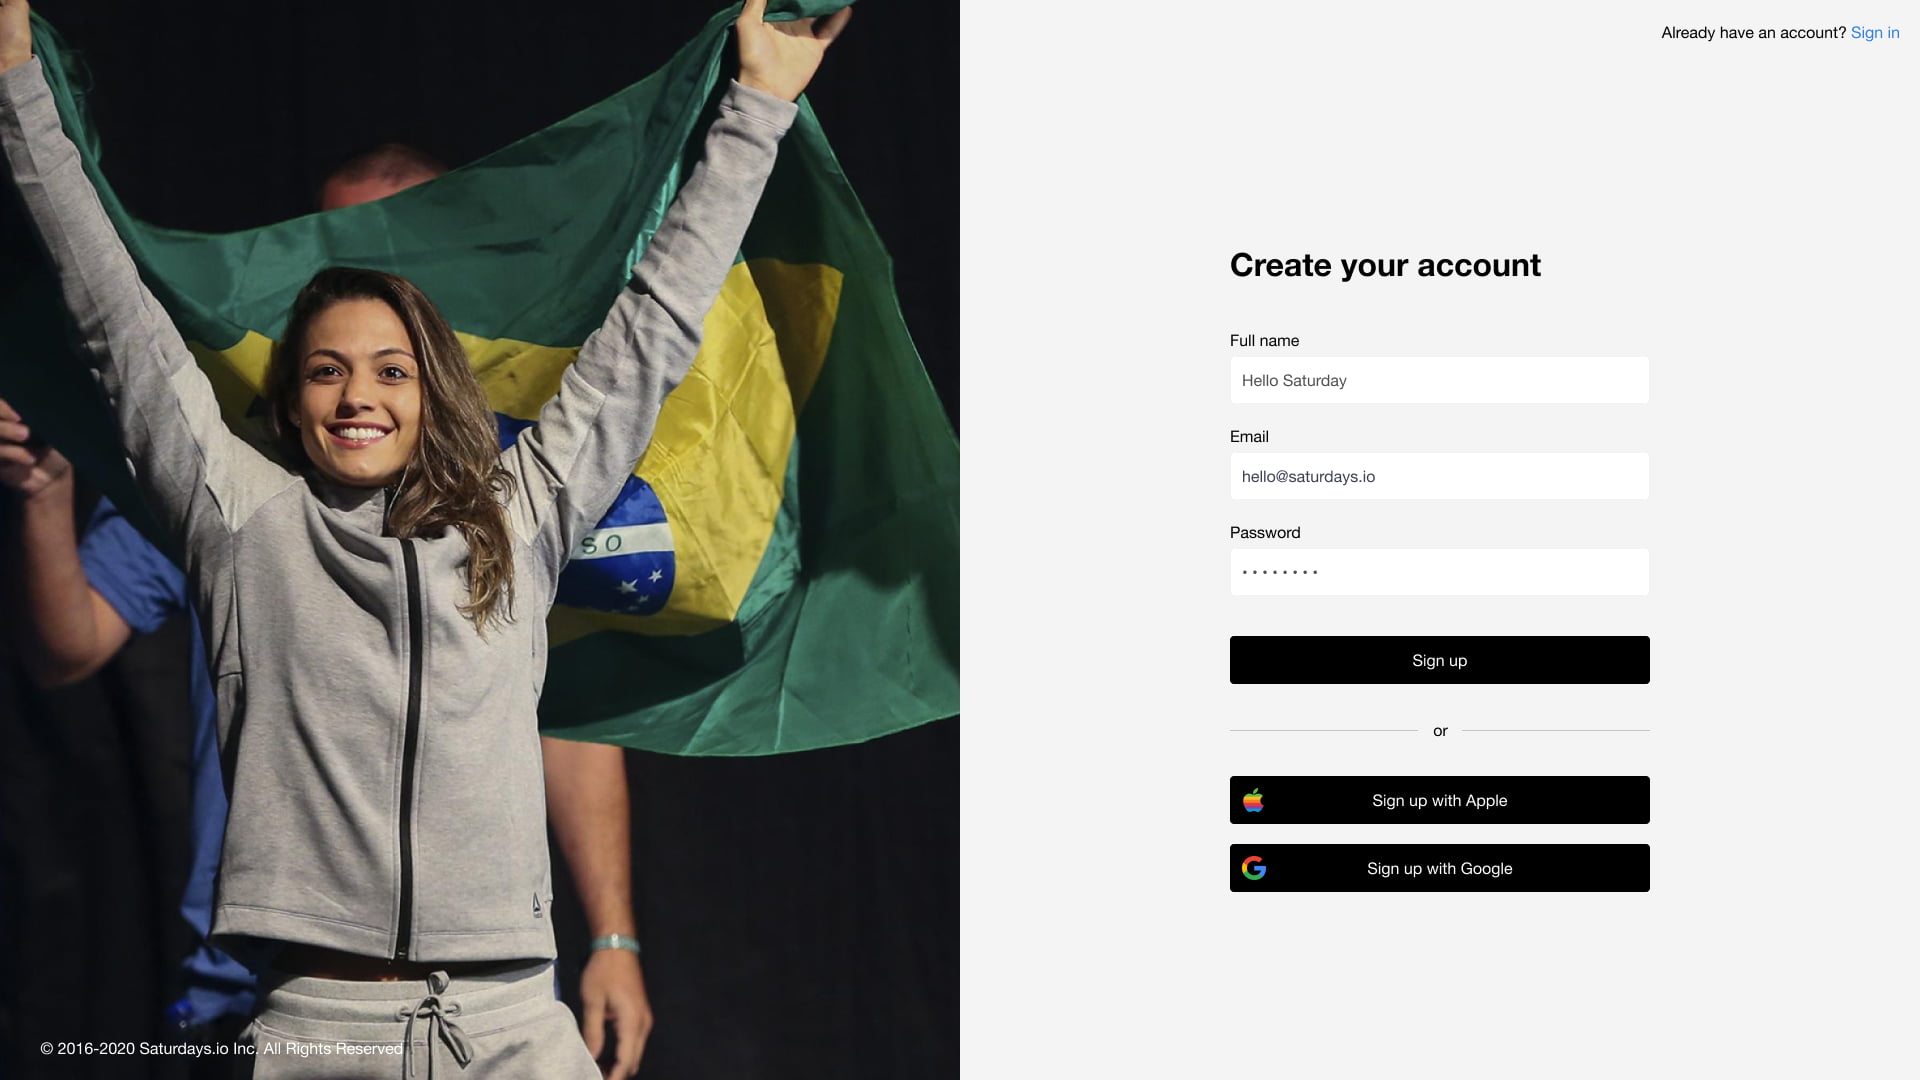 Already have an account? Sign in
Create your account
Full name
Hello Saturday
Email
hello@saturdays.io
Password
• • • • • • • •
Sign up
or
Sign up with Apple
Sign up with Google
SO
© 2016-2020 Saturdays.io Inc. All Rights Reserved